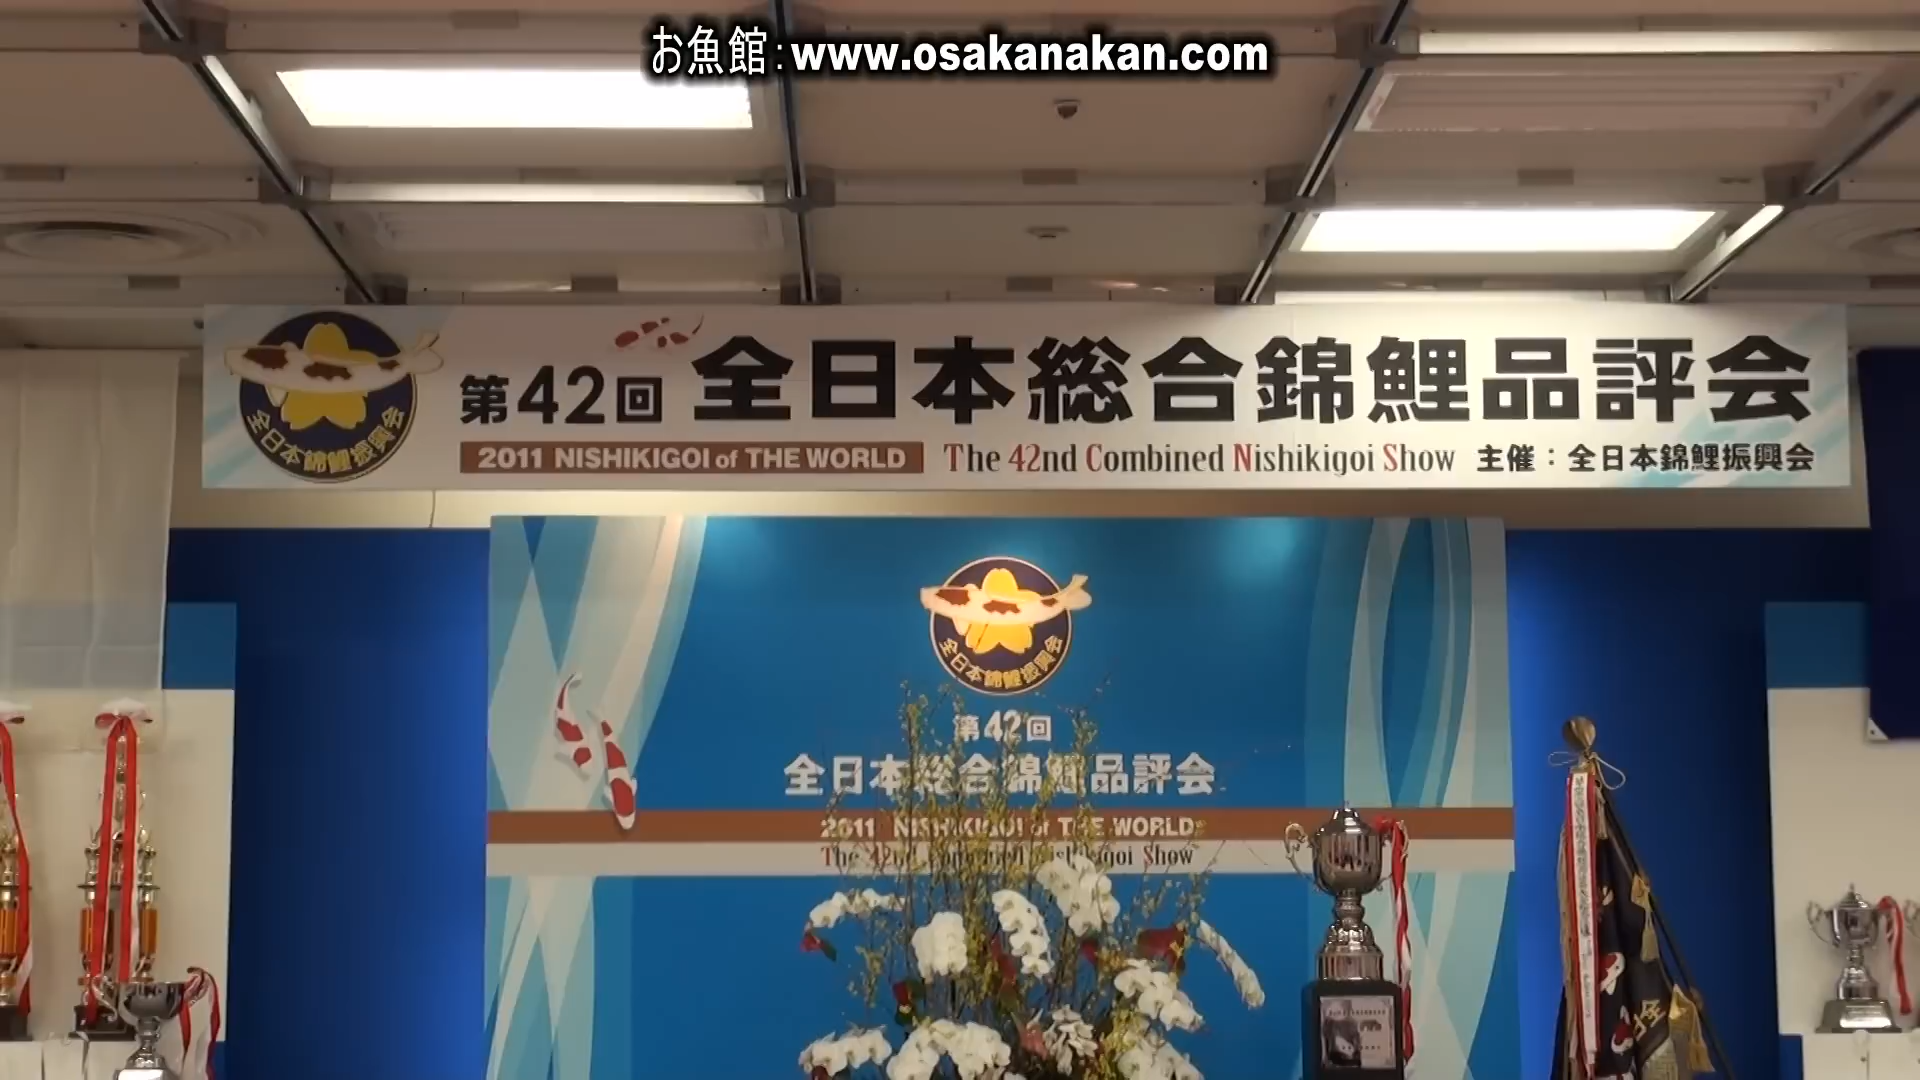 お魚館:www.osakanakan.com
第42回 全日本総合錦鯉品評会
2011 NISHIKIGOI of THE WORLD The 42nd Combined Nishikigoi Show 主催：全日本錦鯉振興会
全日本錦鯉振興会
全日本錦鯉振興会
第42回
全日本総合錦鯉品評会
2011 NISHIKIGOI of THE WORLD
The 42nd Combined Nishikigoi Show